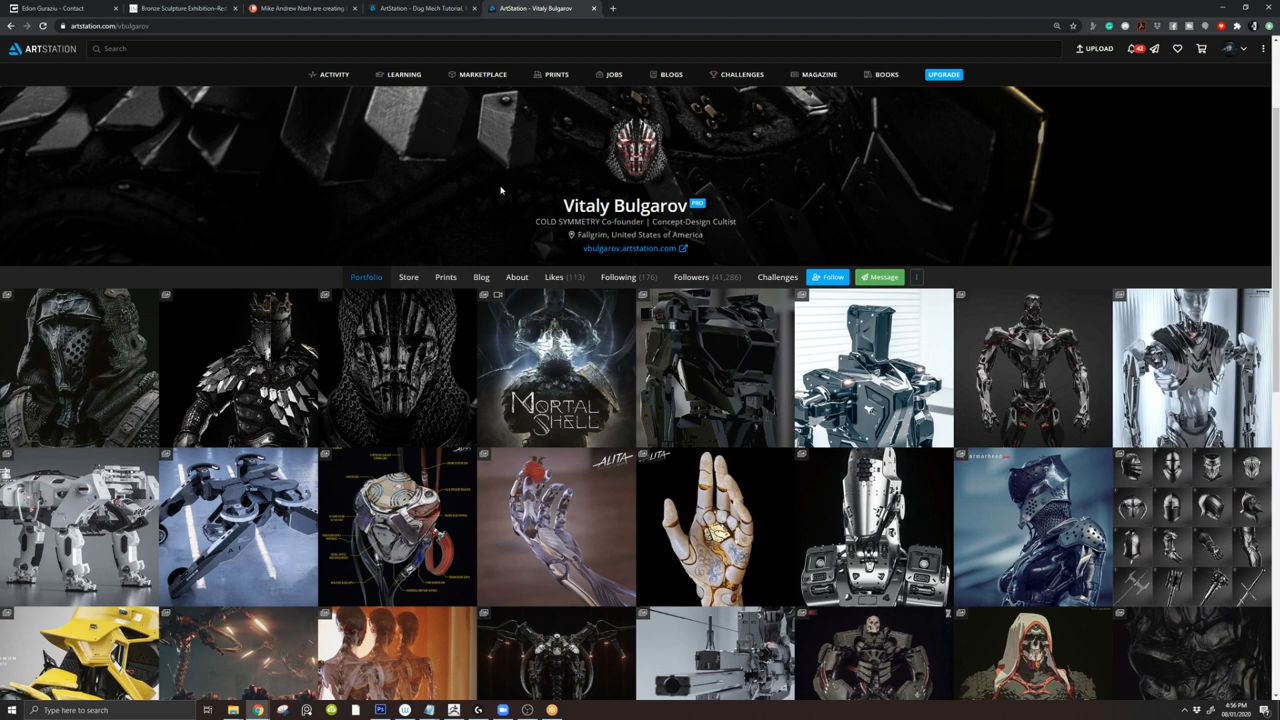 Edon Guraziu - Contact
Bronze Sculpture Exhibition–Re
Mike Andrew Nash are creating
ArtStation - Dog Mech Tutorial,
ArtStation - Vitaly Bulgarov
artstation.com/vbulgarov
ARTSTATION
Search
UPLOAD
42
ACTIVITY
LEARNING
MARKETPLACE
PRINTS
JOBS
BLOGS
CHALLENGES
MAGAZINE
BOOKS
UPGRADE
Vitaly Bulgarov PRO
COLD SYMMETRY Co-founder | Concept-Design Cultist
Fallgrim, United States of America
vbulgarov.artstation.com
Portfolio
Store
Prints
Blog
About
Likes (113)
Following (176)
Followers (41,286)
Challenges
Follow
Message
MORTAL
SHELL
ALITA
ALITA
Type here to search
4:56 PM
08/01/2020